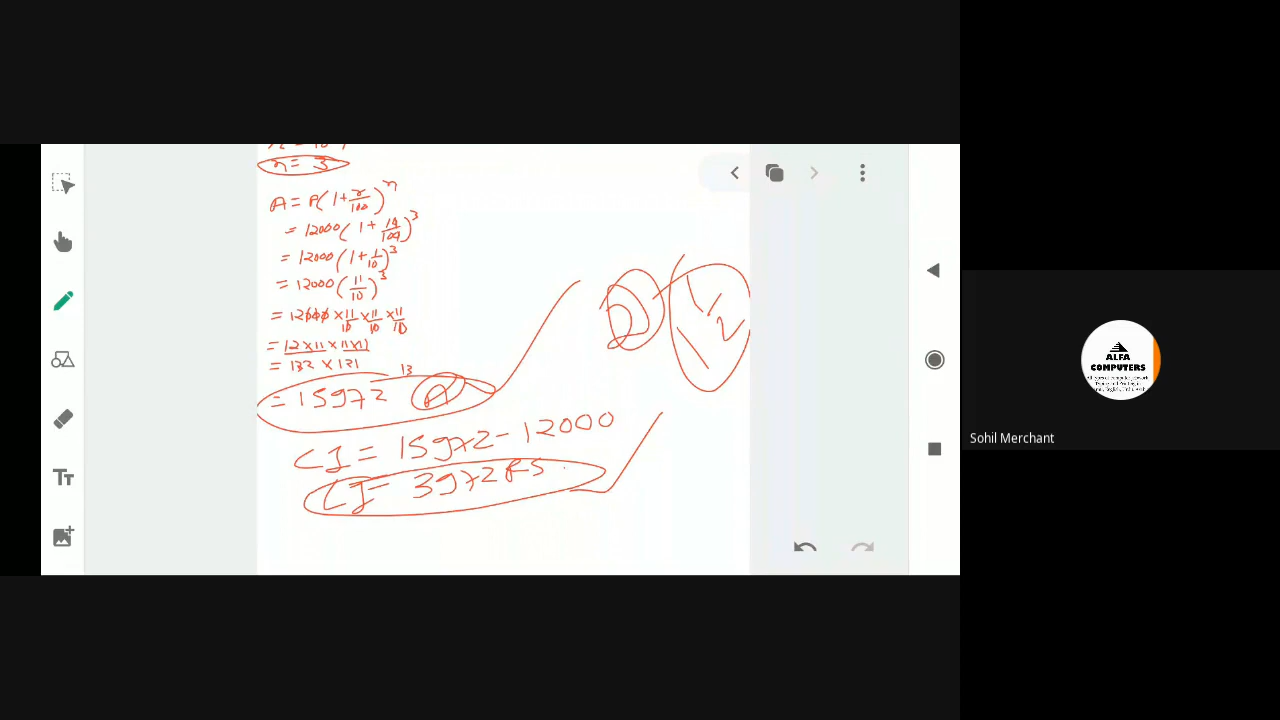 n = 3
A = P(1+r/100)^n
= 12000(1+10/100)^3
= 12000(1+1/10)^3
= 12000(11/10)^3
= 12000 × 11/10 × 11/10 × 11/10
= 12×11×11×11
= 132 × 121
= 15972 A
CI = 15972 - 12000
CI = 3972 RS
Tt
ALFA
COMPUTERS
Sohil Merchant